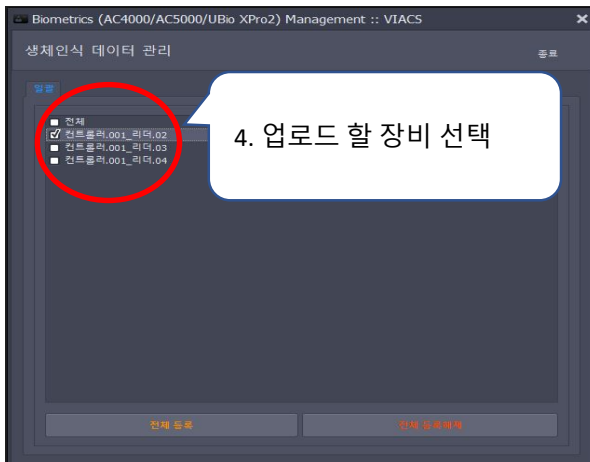 Biometrics (AC4000/AC5000/UBio XPro2) Management :: VIACS
생체인식 데이터 관리
종료
일괄
전체
컨트롤러.001_리더.02
컨트롤러.001_리더.03
컨트롤러.001_리더.04
4. 업로드 할 장비 선택
전체 등록
전체 등록해제